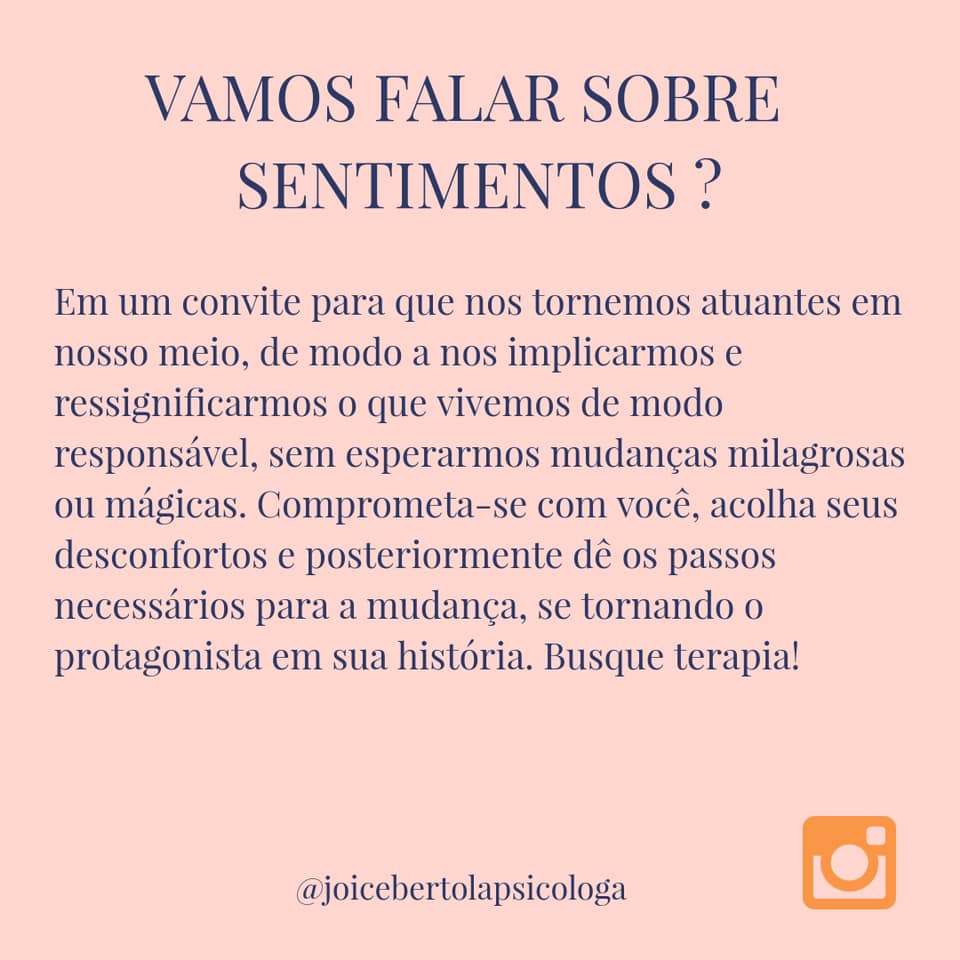 VAMOS FALAR SOBRE
SENTIMENTOS ?
Em um convite para que nos tornemos atuantes em
nosso meio, de modo a nos implicarmos e
ressignificarmos o que vivemos de modo
responsável, sem esperarmos mudanças milagrosas
ou mágicas. Comprometa-se com você, acolha seus
desconfortos e posteriormente dê os passos
necessários para a mudança, se tornando o
protagonista em sua história. Busque terapia!
@joicebertolapsicologa